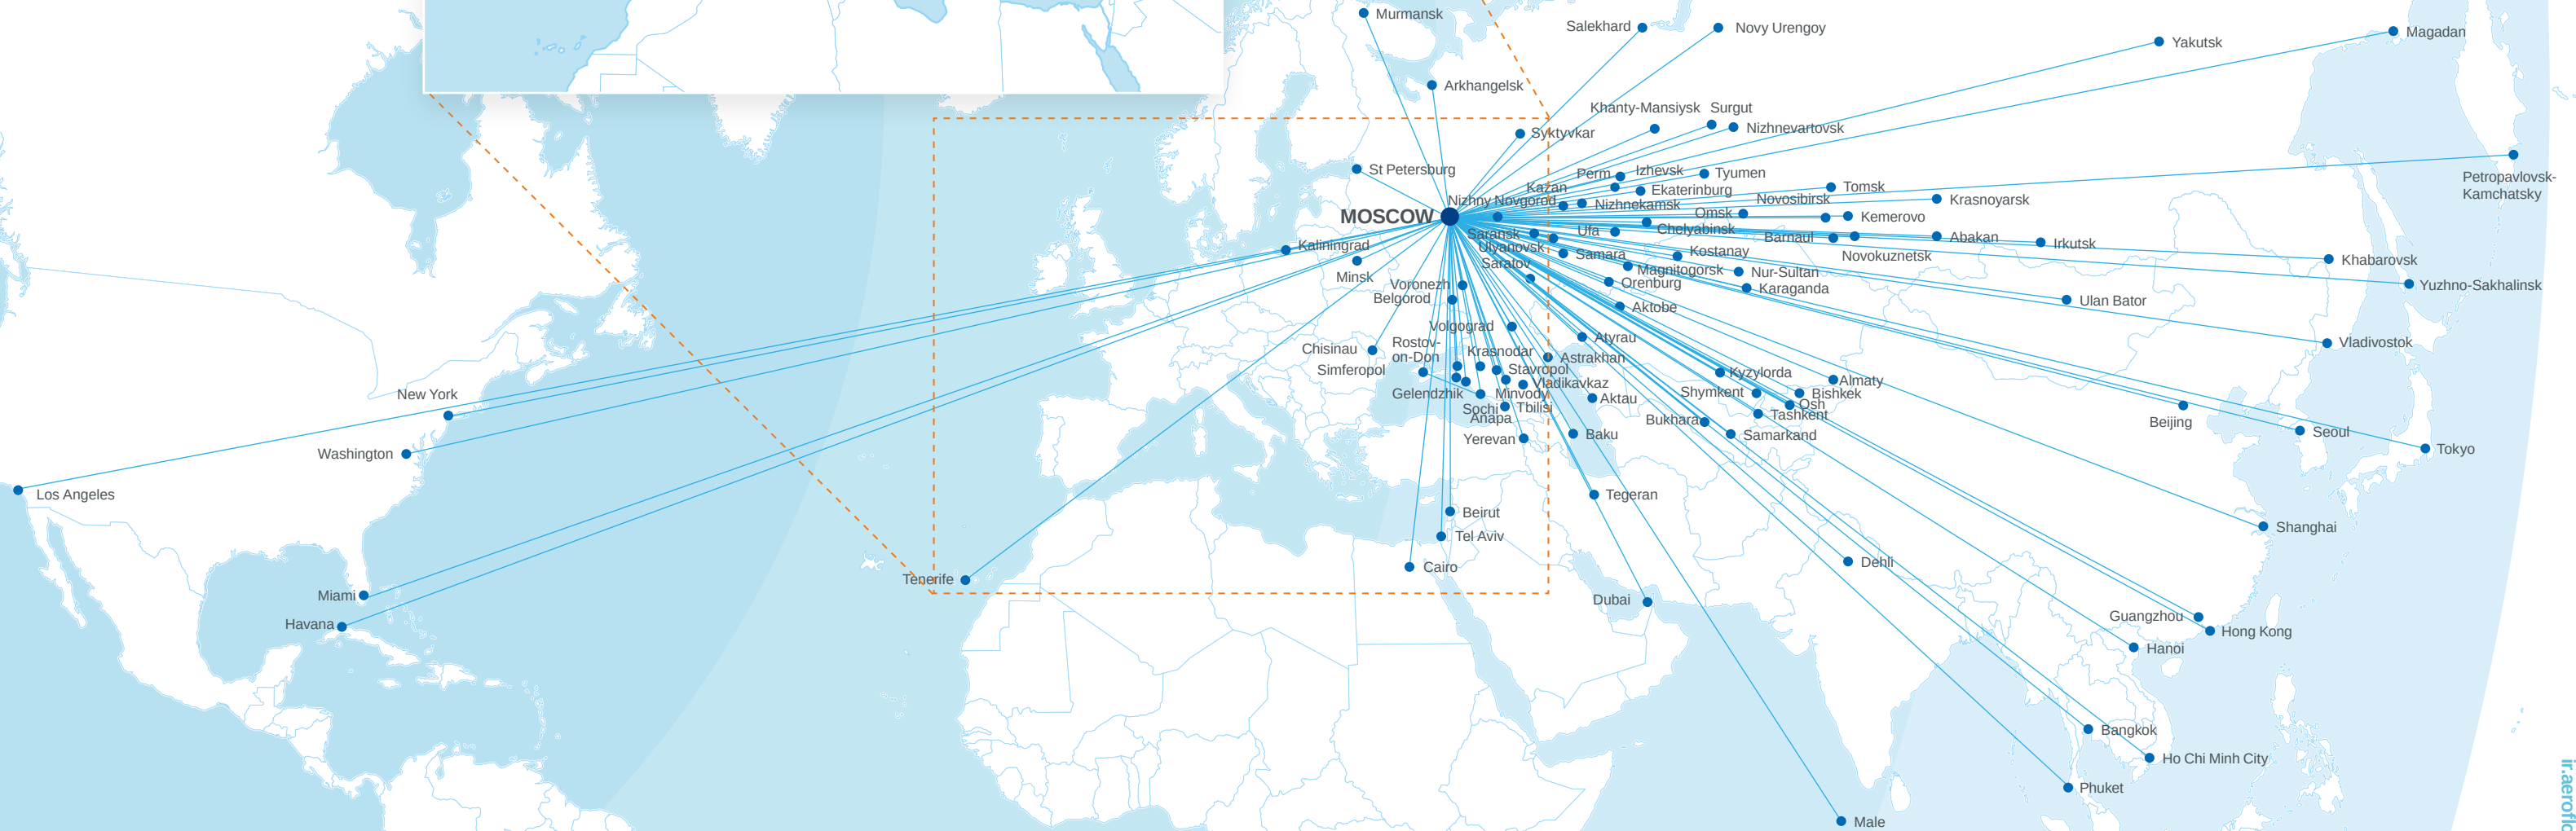 Murmansk
Salekhard
Novy Urengoy
Magadan
Yakutsk
Arkhangelsk
Khanty-Mansiysk
Surgut
Nizhnevartovsk
Syktyvkar
St Petersburg
Perm
Izhevsk
Tyumen
Petropavlovsk-
Kamchatsky
Kazan
Ekaterinburg
Tomsk
Nizhny Novgorod
Nizhnekamsk
Novosibirsk
Krasnoyarsk
MOSCOW
Omsk
Kemerovo
Saransk
Ufa
Chelyabinsk
Barnaul
Abakan
Irkutsk
Kaliningrad
Ulyanovsk
Samara
Kostanay
Novokuznetsk
Khabarovsk
Minsk
Saratov
Magnitogorsk
Nur-Sultan
Voronezh
Orenburg
Karaganda
Yuzhno-Sakhalinsk
Belgorod
Aktobe
Ulan Bator
Volgograd
Atyrau
Vladivostok
Chisinau
Rostov-
on-Don
Krasnodar
Astrakhan
Simferopol
Stavropol
Kyzylorda
Vladikavkaz
Almaty
New York
Gelendzhik
Minvody
Aktau
Shymkent
Bishkek
Osh
Sochi
Tbilisi
Tashkent
Anapa
Bukhara
Beijing
Yerevan
Baku
Samarkand
Seoul
Washington
Tokyo
Los Angeles
Tegeran
Beirut
Shanghai
Tel Aviv
Cairo
Dehli
Tenerife
Miami
Dubai
Havana
Guangzhou
Hong Kong
Hanoi
Bangkok
Ho Chi Minh City
Phuket
Male